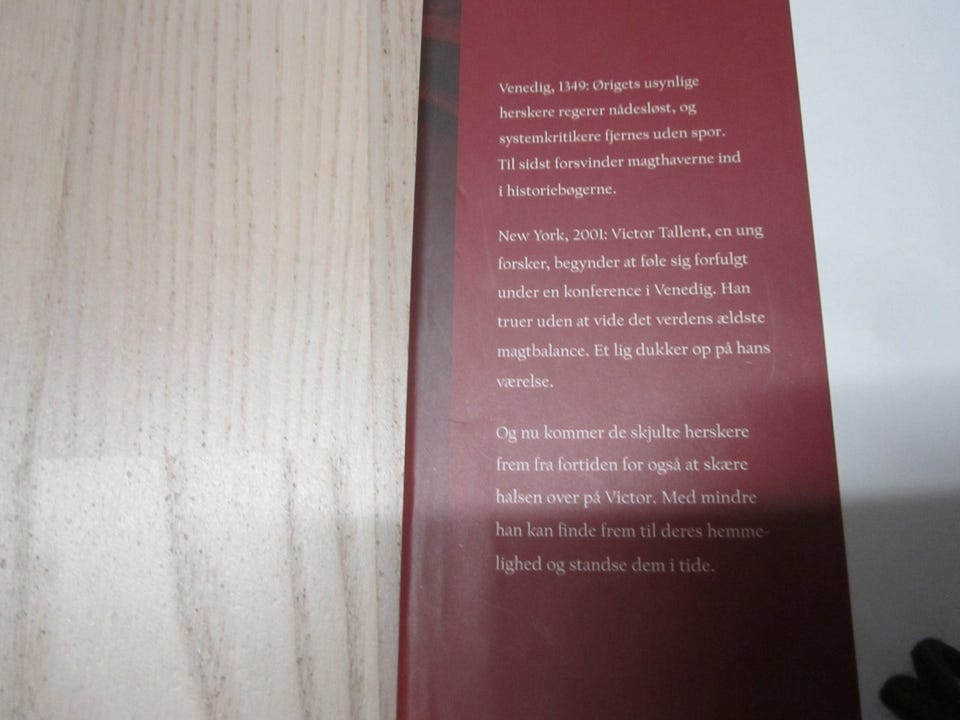 Venedig, 1349: Ørigets usynlige
herskere regerer nådesløst, og
systemkritikere fjernes uden spor.
Til sidst forsvinder magthaverne ind
i historiebøgerne.
New York, 2001: Victor Tallent, en ung
forsker, begynder at føle sig forfulgt
under en konference i Venedig. Han
truer uden at vide det verdens ældste
magtbalance. Et lig dukker op på hans
værelse.
Og nu kommer de skjulte herskere
frem fra fortiden for også at skære
halsen over på Victor. Med mindre
han kan finde frem til deres hemme-
lighed og standse dem i tide.